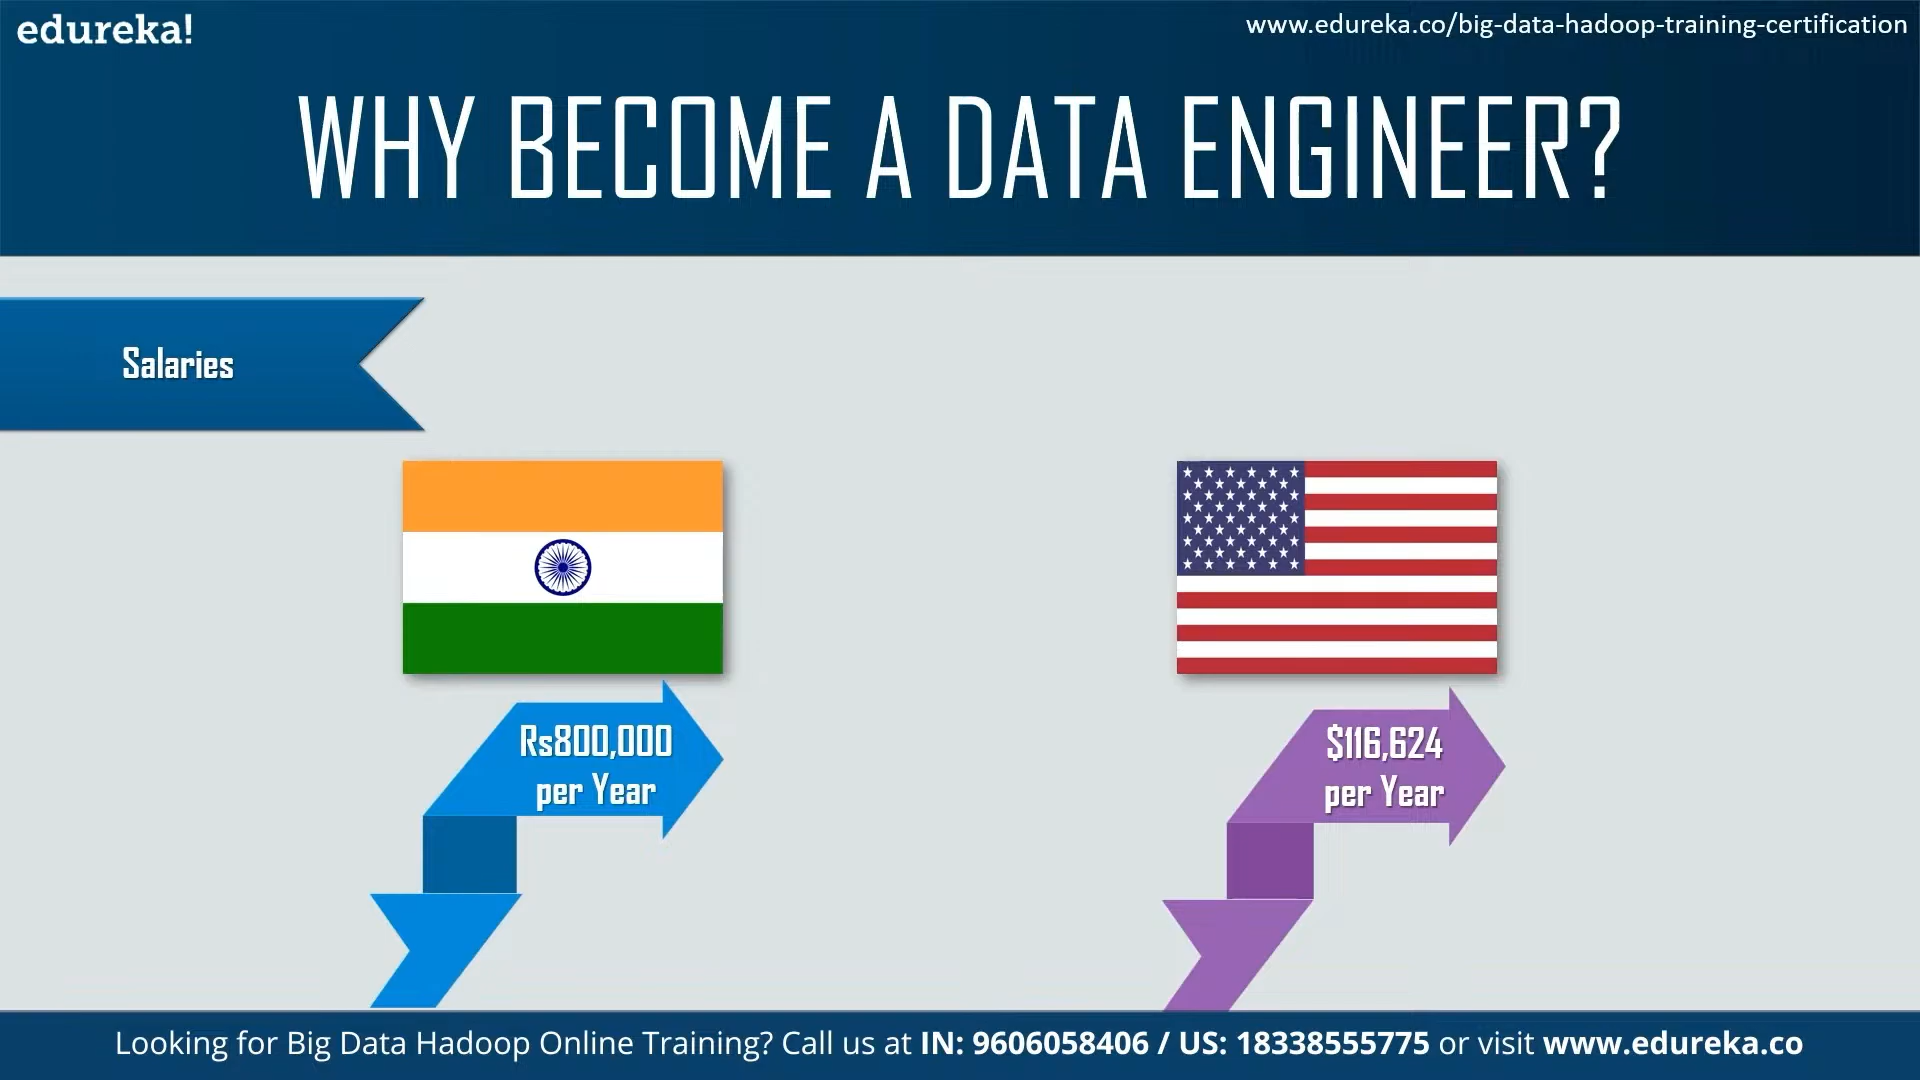 edureka!
www.edureka.co/big-data-hadoop-training-certification
WHY BECOME A DATA ENGINEER?
Salaries
Rs800,000
per Year
$116,624
per Year
Looking for Big Data Hadoop Online Training? Call us at IN: 9606058406 / US: 18338555775 or visit www.edureka.co